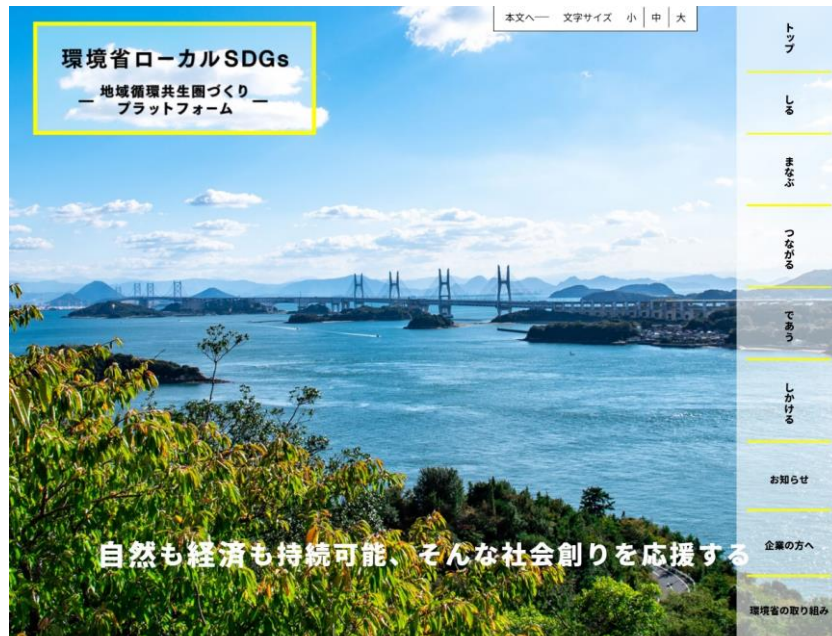 本文へ
文字サイズ 小 中 大
環境省ローカルSDGs
地域循環共生圏づくり
プラットフォーム
トップ
しる
まなぶ
つながる
であう
しかける
お知らせ
企業の方へ
環境省の取り組み
自然も経済も持続可能、そんな社会創りを応援する